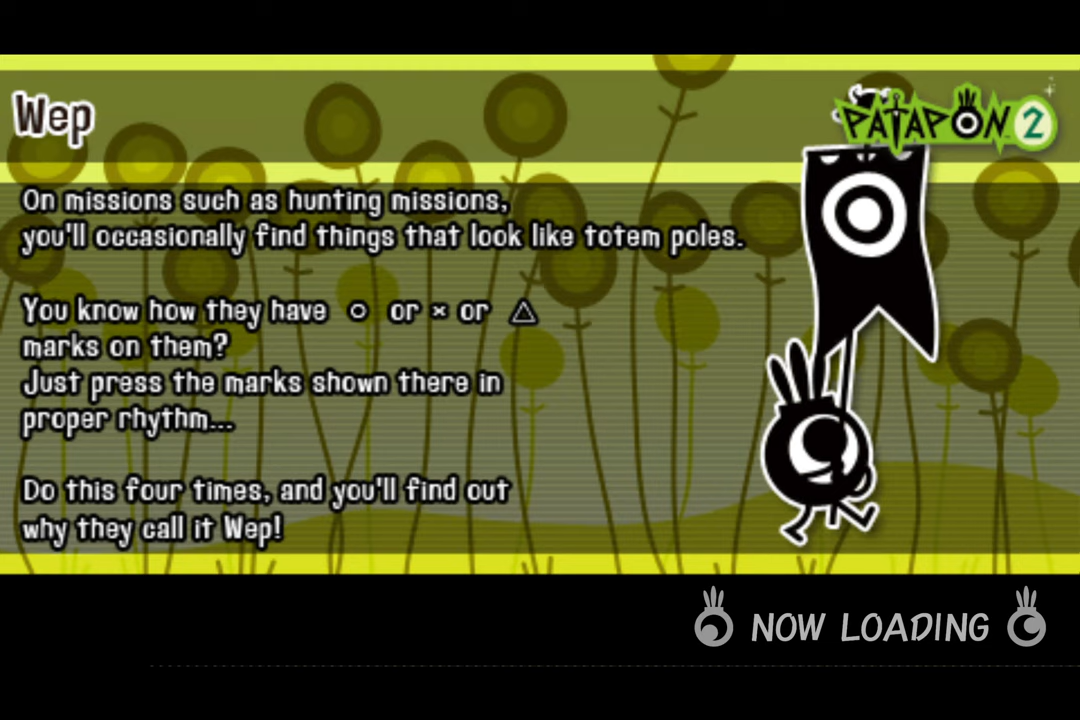 Wep
PATAPON 2
On missions such as hunting missions,
you'll occasionally find things that look like totem poles.
You know how they have ○ or × or △
marks on them?
Just press the marks shown there in
proper rhythm...
Do this four times, and you'll find out
why they call it Wep!
NOW LOADING